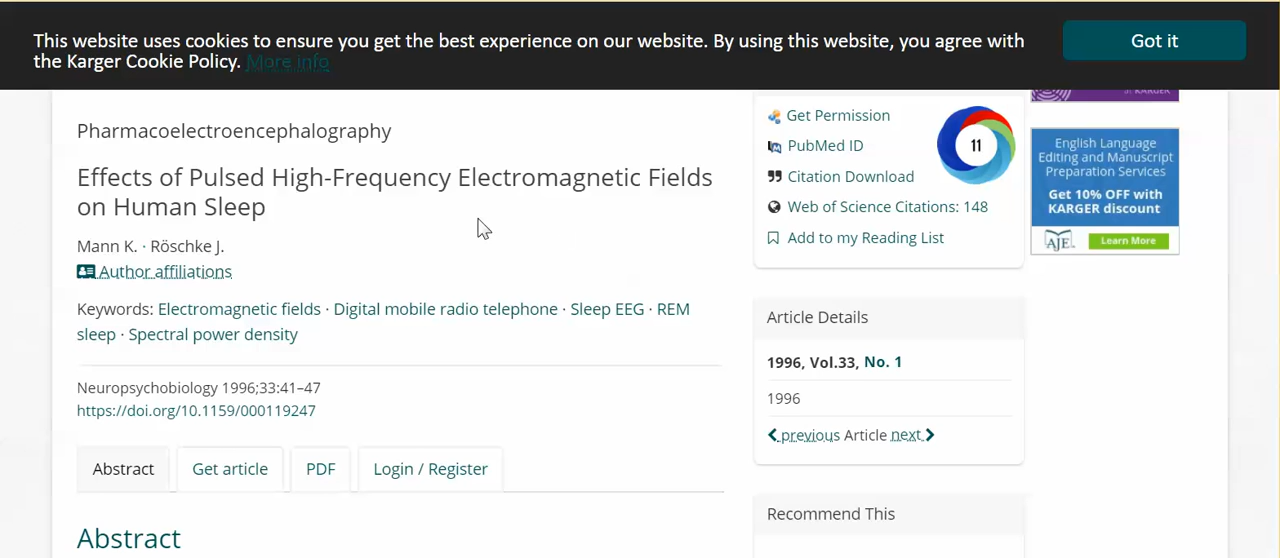 This website uses cookies to ensure you get the best experience on our website. By using this website, you agree with
the Karger Cookie Policy. More info
Got it
Pharmacoelectroencephalography
Effects of Pulsed High-Frequency Electromagnetic Fields
on Human Sleep
Mann K. · Röschke J.
Author affiliations
Keywords: Electromagnetic fields · Digital mobile radio telephone · Sleep EEG · REM
sleep · Spectral power density
Neuropsychobiology 1996;33:41–47
https://doi.org/10.1159/000119247
Abstract
Get article
PDF
Login / Register
Abstract
Get Permission
PubMed ID
Citation Download
Web of Science Citations: 148
Add to my Reading List
11
Article Details
1996, Vol.33, No. 1
1996
previous Article next
Recommend This
at KARGER
English Language
Editing and Manuscript
Preparation Services
Get 10% OFF with
KARGER discount
AJE
Learn More